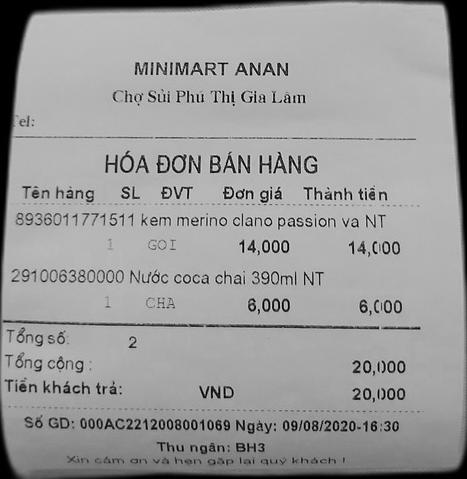 MINIMART ANAN
Chợ Sủi Phú Thị Gia Lâm
Tel:
HÓA ĐƠN BÁN HÀNG
Tên hàng SL ĐVT Đơn giá Thành tiền
8936011771511 kem merino clano passion va NT
1 GOI 14,000 14,000
291006380000 Nước coca chai 390ml NT
1 CHA 6,000 6,000
Tổng số: 2
Tổng cộng : 20,000
Tiền khách trả: VND 20,000
Số GD: 000AC2212008001069 Ngày: 09/08/2020-16:30
Thu ngân: BH3
Xin cám ơn và hẹn gặp lại quý khách !